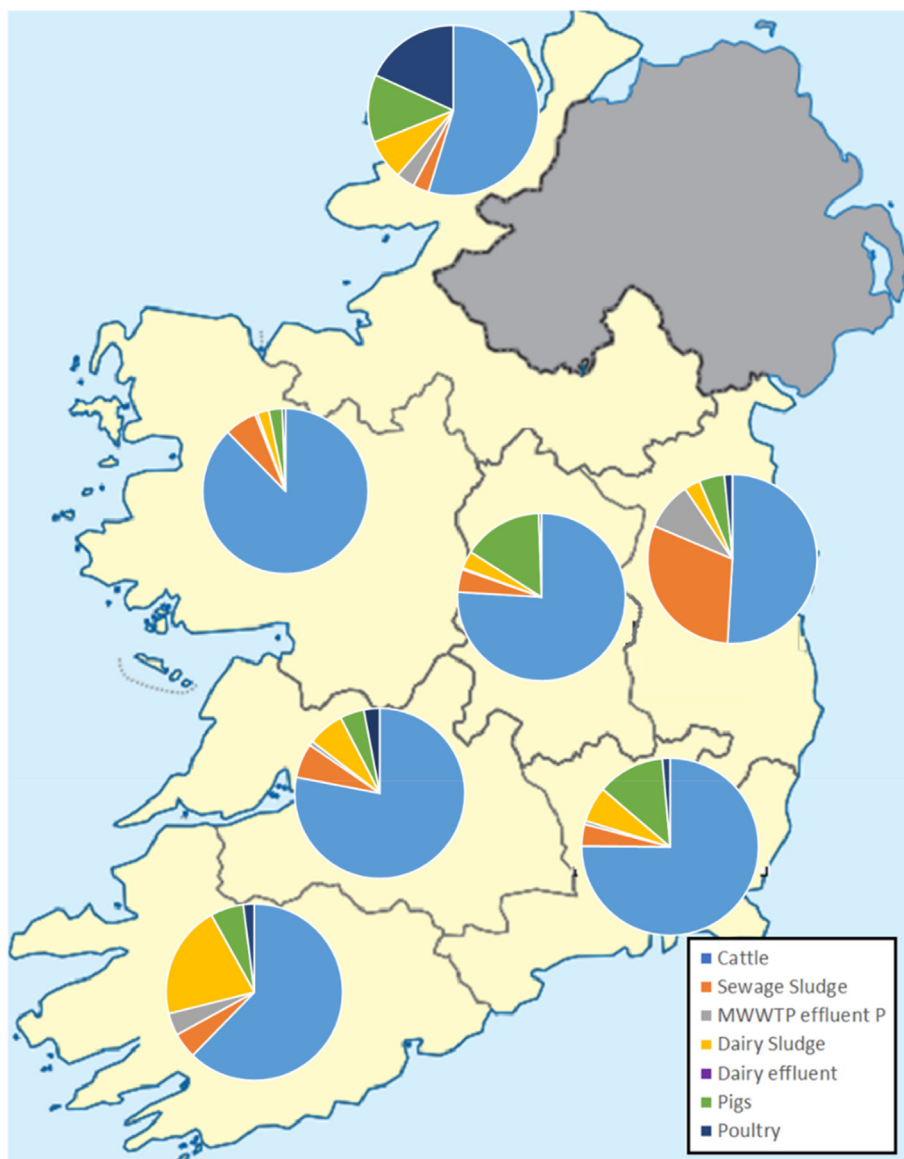 Cattle
Sewage Sludge
MWWTP effluent P
Dairy Sludge
Dairy effluent
Pigs
Poultry